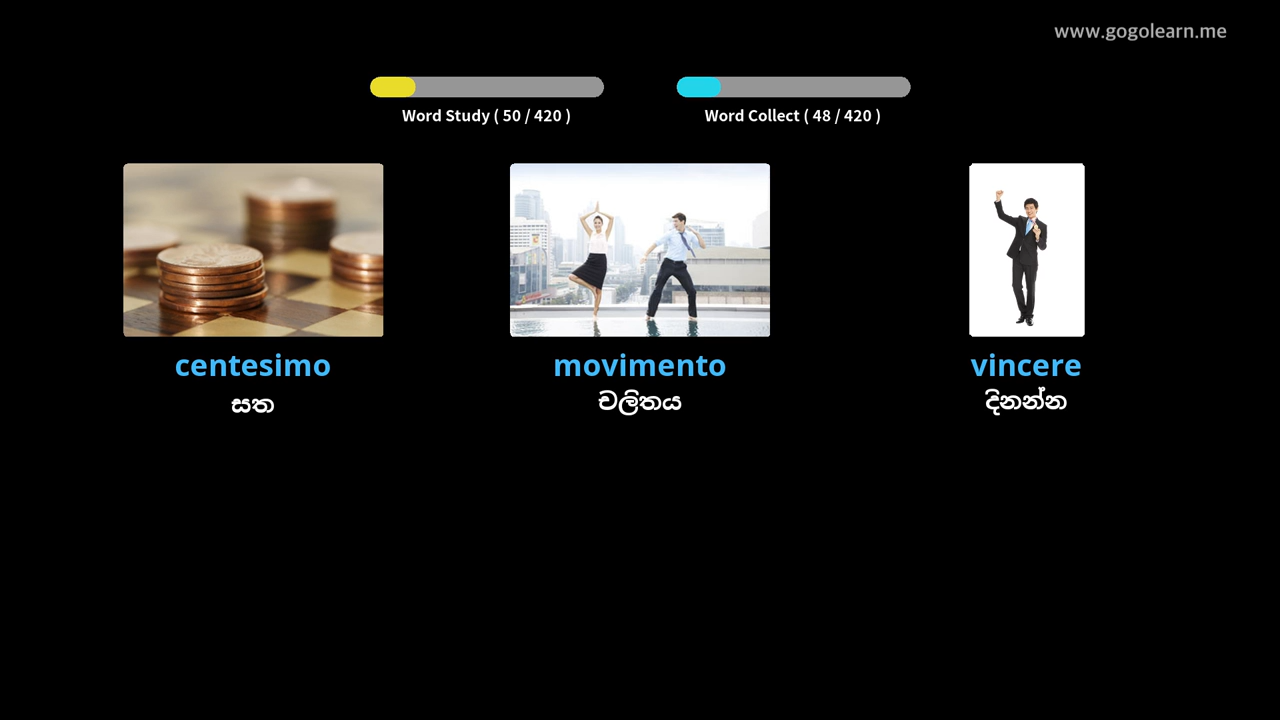 www.gogolearn.me
Word Study ( 50 / 420 )
Word Collect ( 48 / 420 )
centesimo
සත
movimento
චලිතය
vincere
දිනන්න